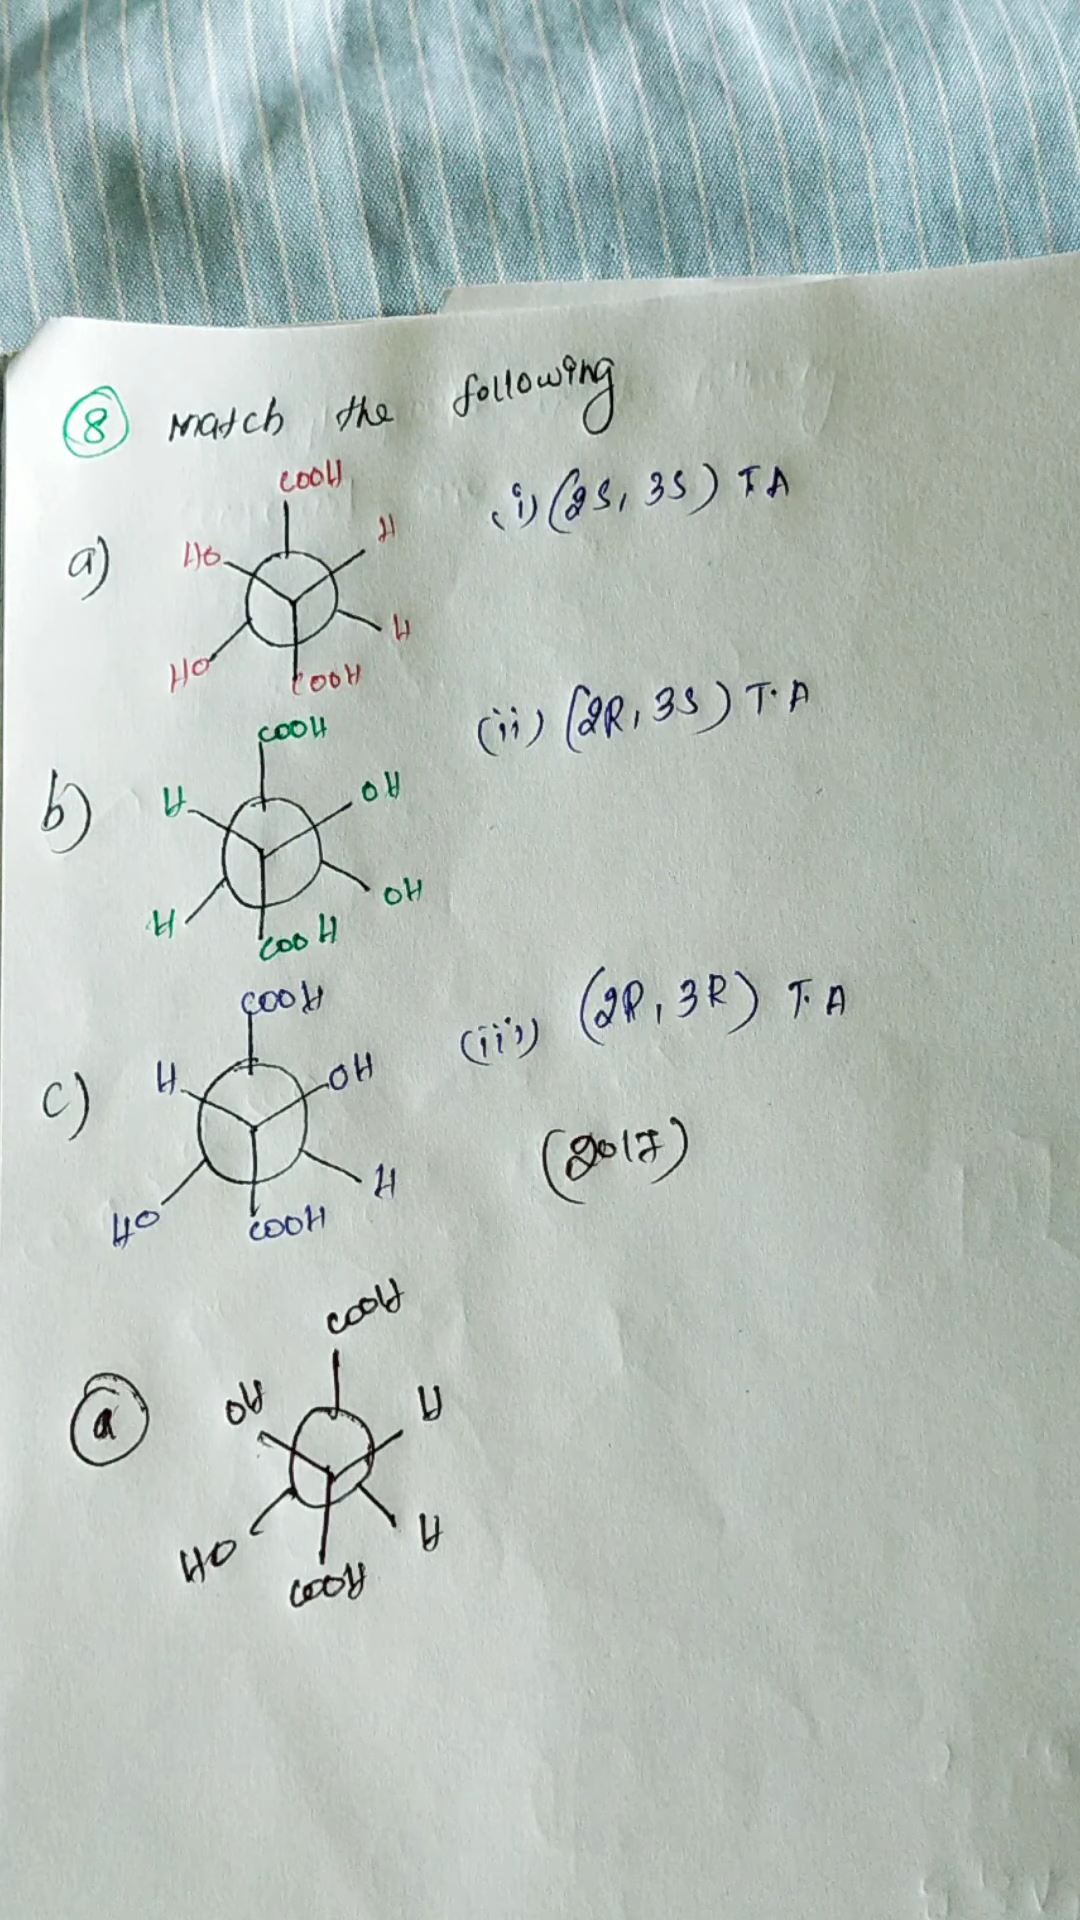 8 Match the following
a) COOH
HO H
HO H
COOH
(i) (2S, 3S) T A
b) COOH
H OH
H OH
COOH
(ii) (2R, 3S) T.A
c) COOH
H OH
HO H
COOH
(iii) (2R, 3R) T.A
(2017)
a COOH
OH H
HO H
COOH